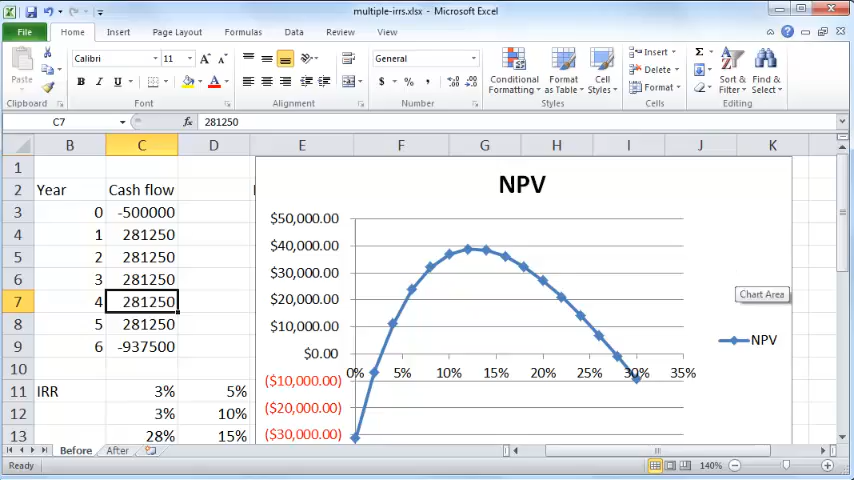 multiple-irrs.xlsx - Microsoft Excel
File Home Insert Page Layout Formulas Data Review View
Calibri 11 General Insert
Paste Conditional Format Cell Delete Sort & Find &
Formatting as Table Styles Format Filter Select
Clipboard Font Alignment Number Styles Cells Editing
C7 fx 281250
B C D E F G H I J K
1
2 Year Cash flow
3 0 -500000
4 1 281250
5 2 281250
6 3 281250
7 4 281250
8 5 281250
9 6 -937500
10
11 IRR 3% 5%
12 3% 10%
13 28% 15%
NPV
$50,000.00
$40,000.00
$30,000.00
$20,000.00
$10,000.00
$0.00
0% 5% 10% 15% 20% 25% 30% 35%
($10,000.00)
($20,000.00)
($30,000.00)
Chart Area
NPV
Before After
Ready 140%